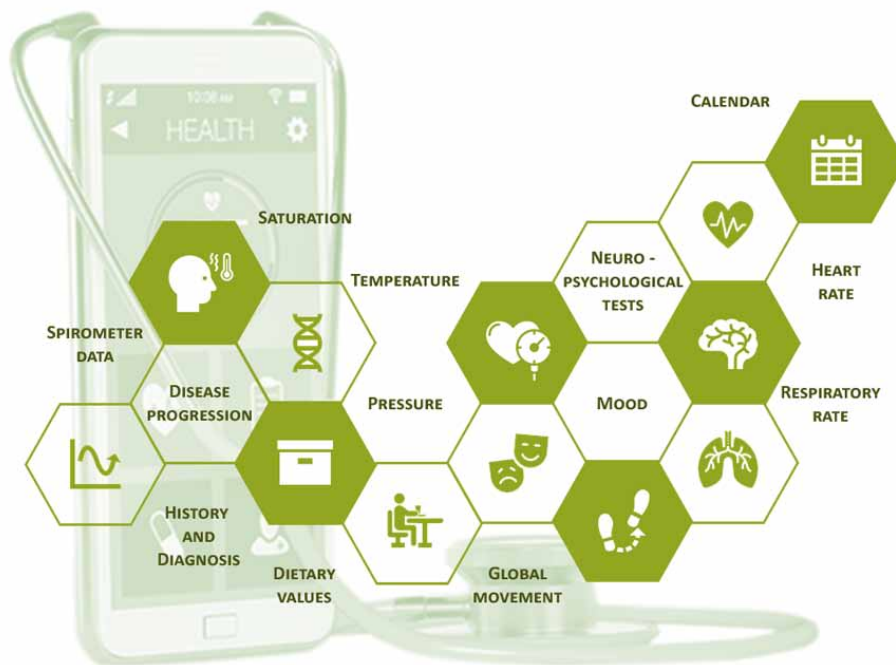 10:08 AM
HEALTH
CALENDAR
SATURATION
NEURO -
PSYCHOLOGICAL
TESTS
TEMPERATURE
HEART
RATE
SPIROMETER
DATA
DISEASE
PROGRESSION
PRESSURE
MOOD
RESPIRATORY
RATE
HISTORY
AND
DIAGNOSIS
DIETARY
VALUES
GLOBAL
MOVEMENT